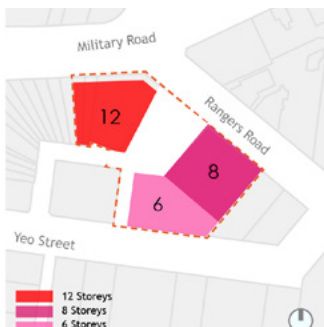 Military Road
Rangers Road
12
8
6
Yeo Street
12 Storeys
8 Storeys
6 Storeys